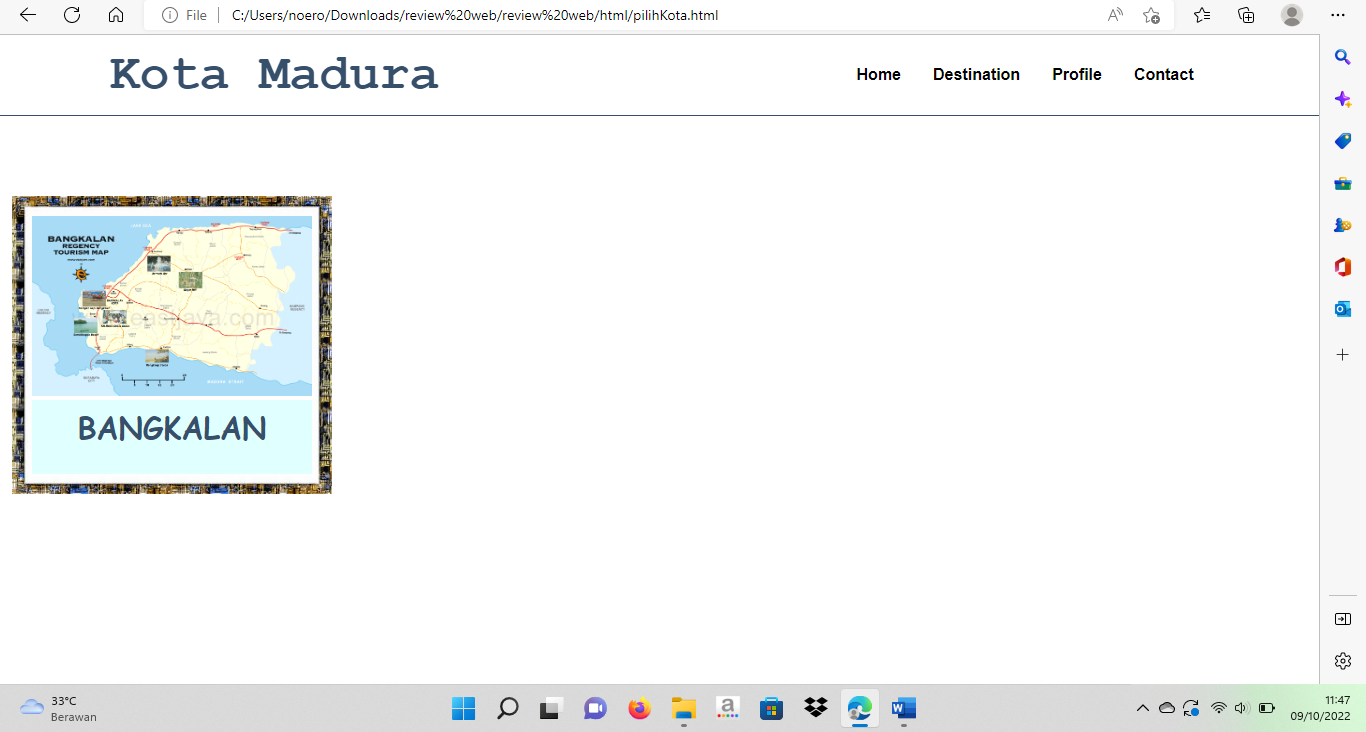 File
C:/Users/noero/Downloads/review%20web/review%20web/html/pilihKota.html
Kota Madura
Home
Destination
Profile
Contact
BANGKALAN
REGENCY
TOURISM MAP
BANGKALAN
33°C
Berawan
11:47
09/10/2022